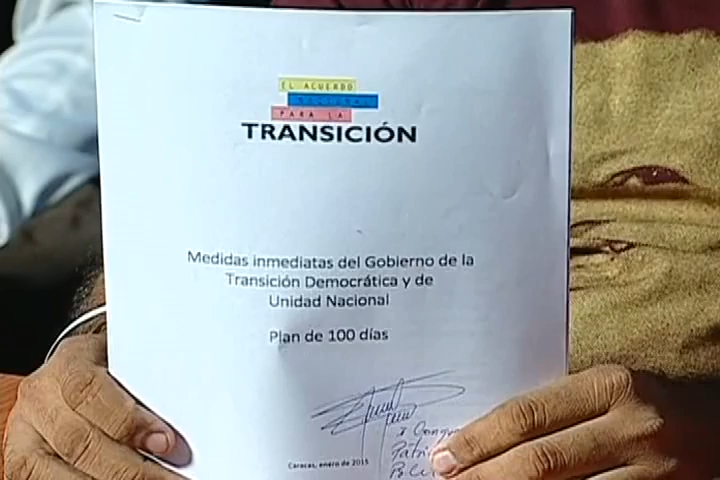 EL ACUERDO
NACIONAL
PARA LA
TRANSICIÓN
Medidas inmediatas del Gobierno de la
Transición Democrática y de
Unidad Nacional
Plan de 100 días
Caracas, enero de 2015